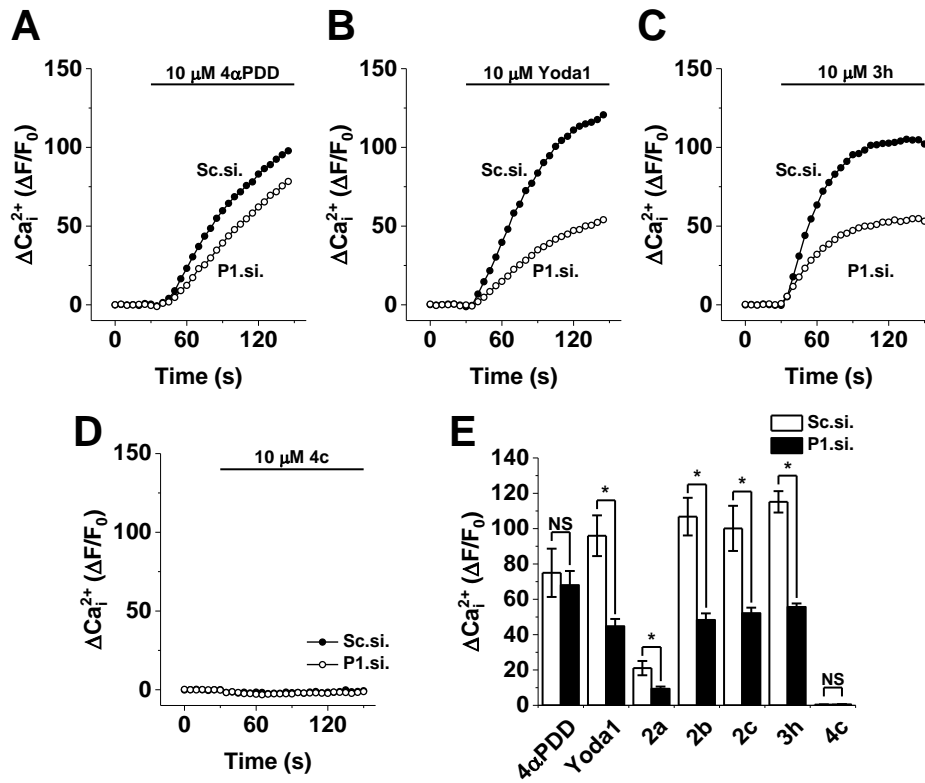 A
10 μM 4αPDD
150
100
50
0
ΔCa²⁺ᵢ (ΔF/F₀)
Sc.si.
P1.si.
0 60 120
Time (s)
B
10 μM Yoda1
150
100
50
0
ΔCa²⁺ᵢ (ΔF/F₀)
Sc.si.
P1.si.
0 60 120
Time (s)
C
10 μM 3h
150
100
50
0
ΔCa²⁺ᵢ (ΔF/F₀)
Sc.si.
P1.si.
0 60 120
Time (s)
D
10 μM 4c
150
100
50
0
ΔCa²⁺ᵢ (ΔF/F₀)
Sc.si.
P1.si.
0 60 120
Time (s)
E
Sc.si.
P1.si.
140
120
100
80
60
40
20
0
ΔCa²⁺ᵢ (ΔF/F₀)
NS * * * * * NS
4αPDD Yoda1 2a 2b 2c 3h 4c